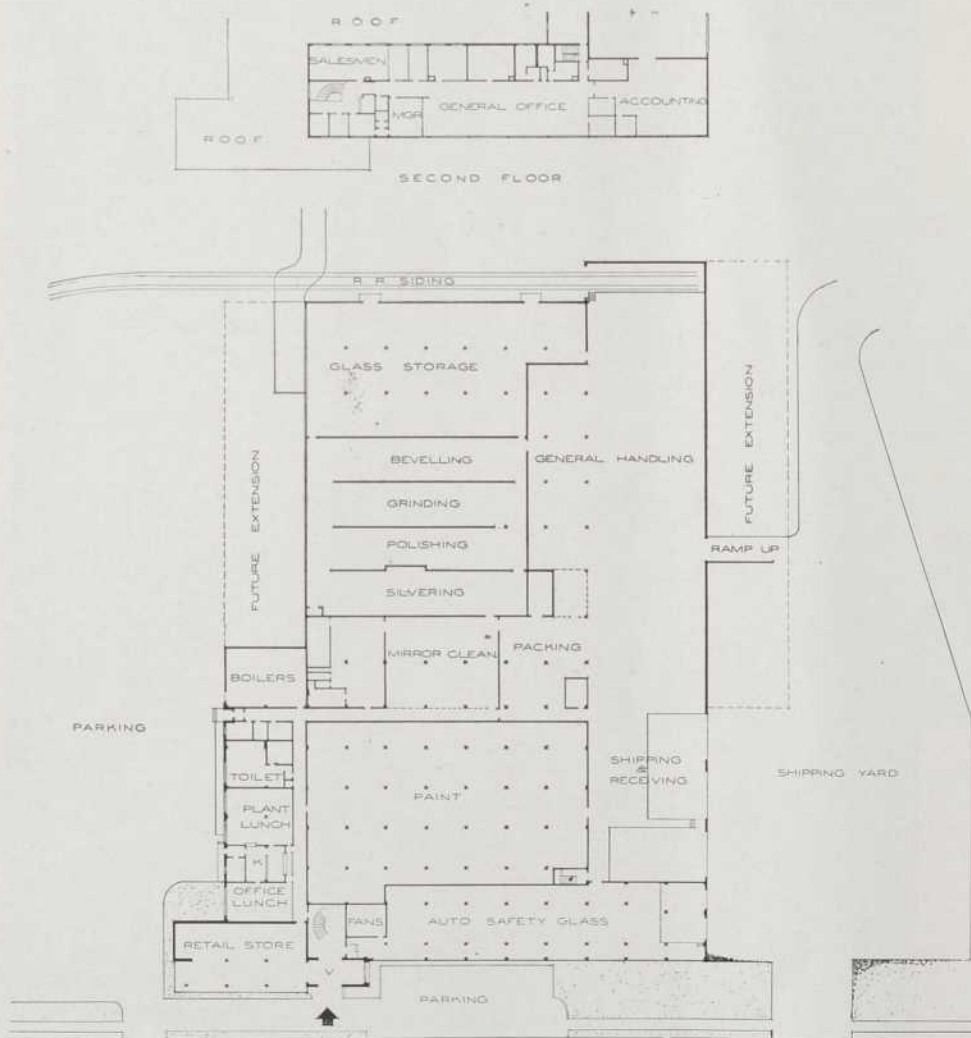 ROOF
SALESMEN
MGR
GENERAL OFFICE
ACCOUNTING
ROOF
SECOND FLOOR
R R SIDING
GLASS STORAGE
BEVELLING
GENERAL HANDLING
FUTURE EXTENSION
FUTURE EXTENSION
GRINDING
POLISHING
RAMP UP
SILVERING
MIRROR CLEAN
PACKING
BOILERS
PARKING
TOILET
SHIPPING
&
RECEIVING
SHIPPING YARD
PAINT
PLANT
LUNCH
K
OFFICE
LUNCH
FANS
AUTO SAFETY GLASS
RETAIL STORE
V
PARKING